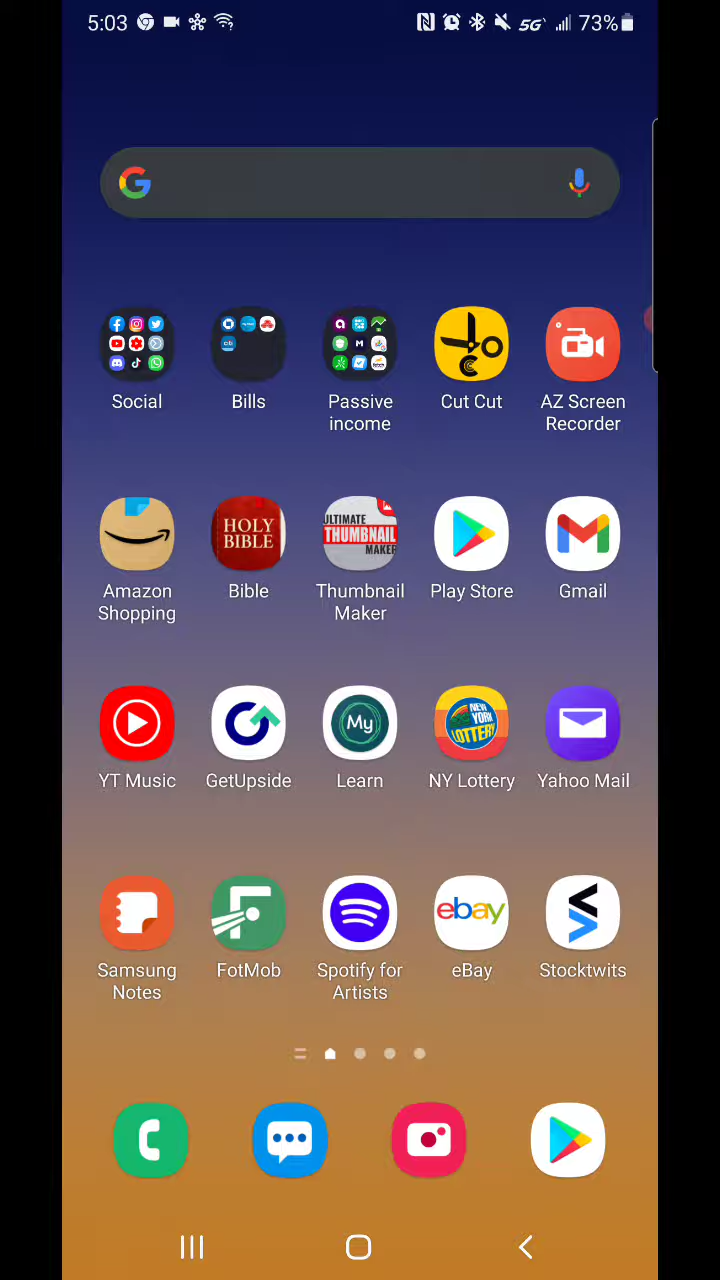 5:03 5G 73%
Social Bills Passive income Cut Cut AZ Screen Recorder
HOLY BIBLE
ULTIMATE THUMBNAIL MAKER
Amazon Shopping Bible Thumbnail Maker Play Store Gmail
My
NEW YORK LOTTERY
YT Music GetUpside Learn NY Lottery Yahoo Mail
ebay
Samsung Notes FotMob Spotify for Artists eBay Stocktwits